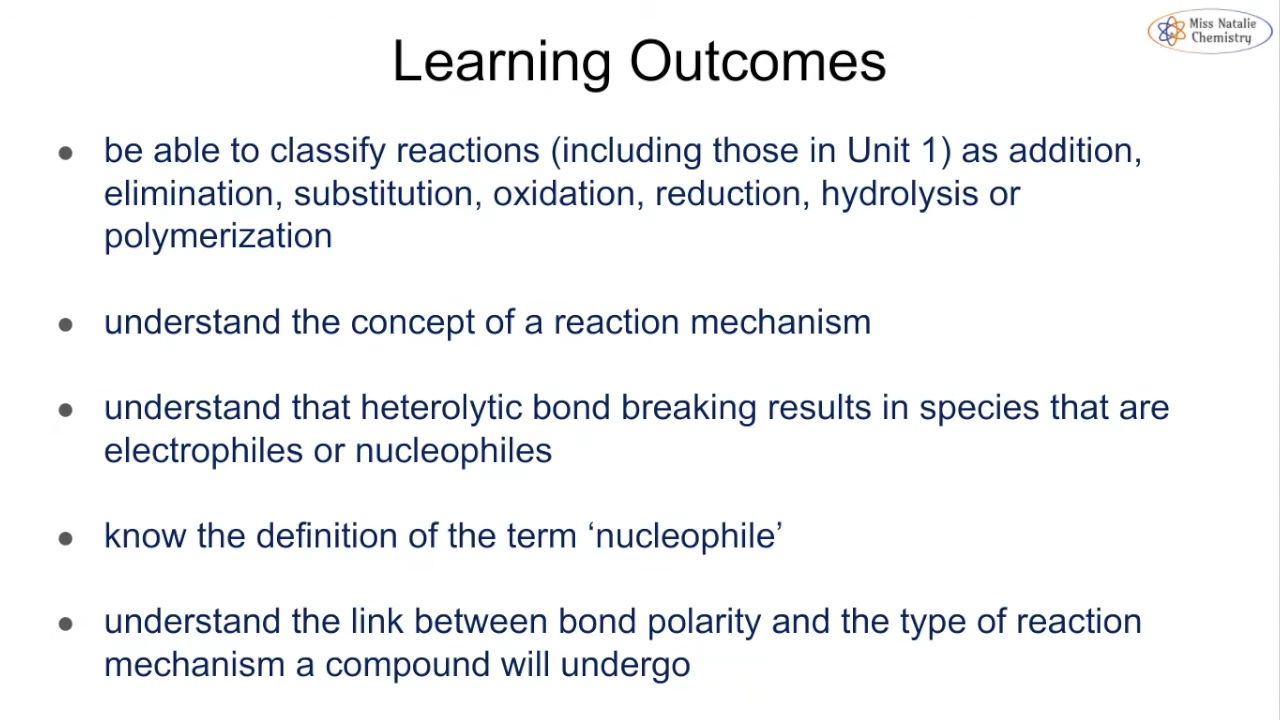 Miss Natalie
Chemistry
Learning Outcomes
● be able to classify reactions (including those in Unit 1) as addition,
elimination, substitution, oxidation, reduction, hydrolysis or
polymerization
● understand the concept of a reaction mechanism
● understand that heterolytic bond breaking results in species that are
electrophiles or nucleophiles
● know the definition of the term ‘nucleophile’
● understand the link between bond polarity and the type of reaction
mechanism a compound will undergo